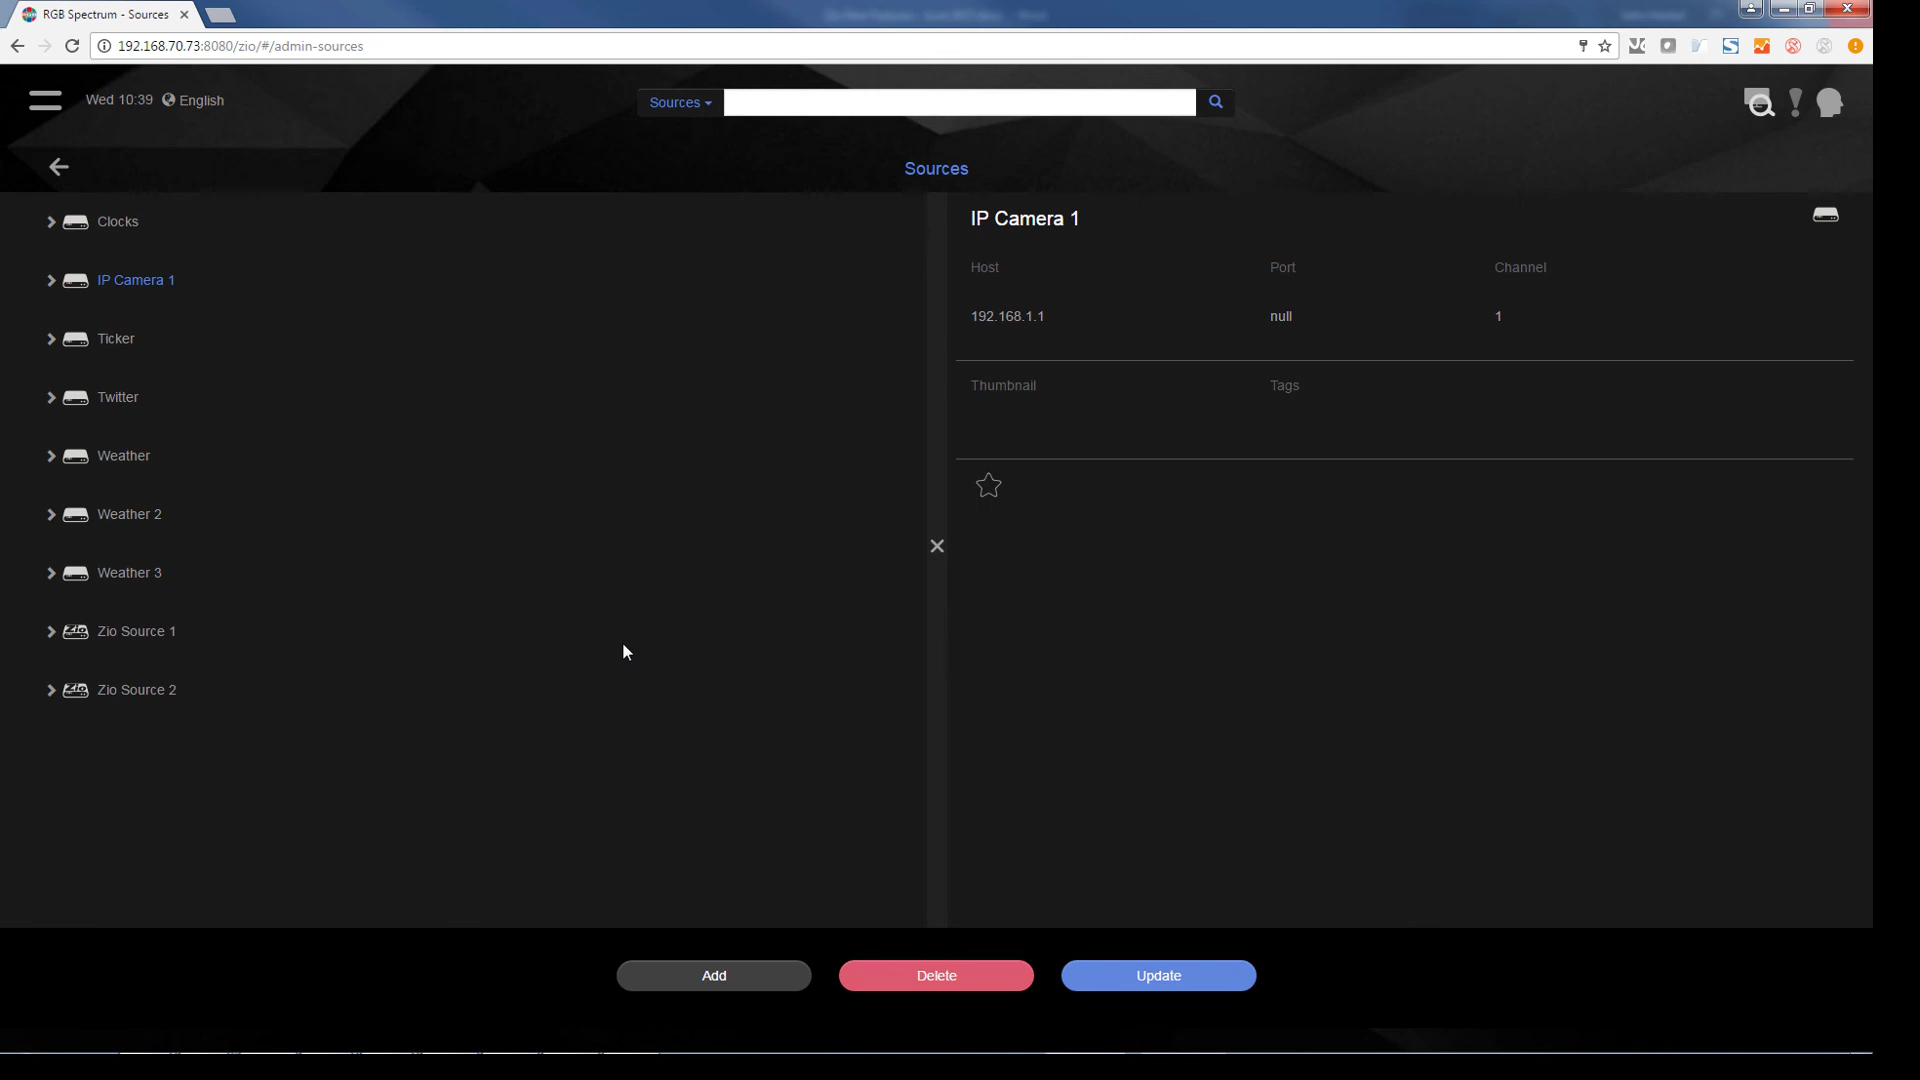 RGB Spectrum - Sources
192.168.70.73:8080/zio/#/admin-sources
Wed 10:39 English
Sources
Sources
Clocks
IP Camera 1
Ticker
Twitter
Weather
Weather 2
Weather 3
Zio Source 1
Zio Source 2
IP Camera 1
Host Port Channel
192.168.1.1 null 1
Thumbnail Tags
Add Delete Update